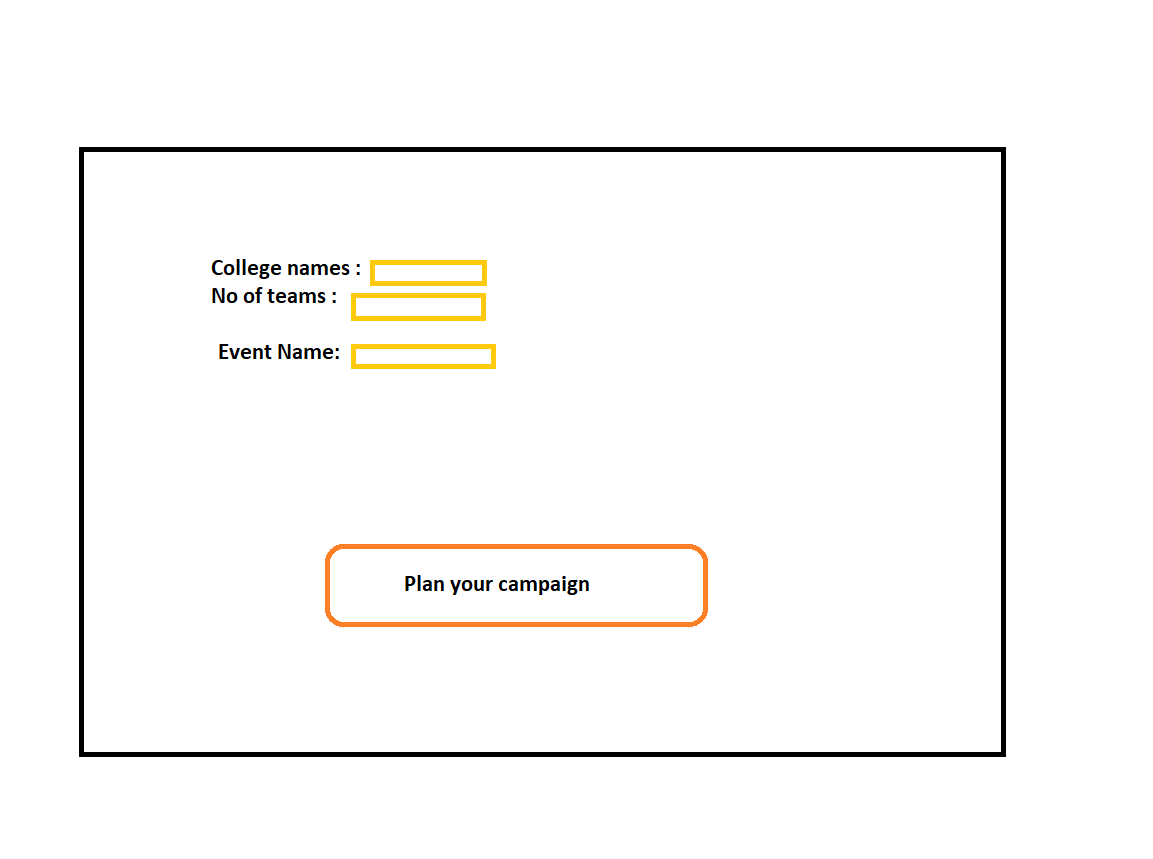 College names :
No of teams :
Event Name:
Plan your campaign